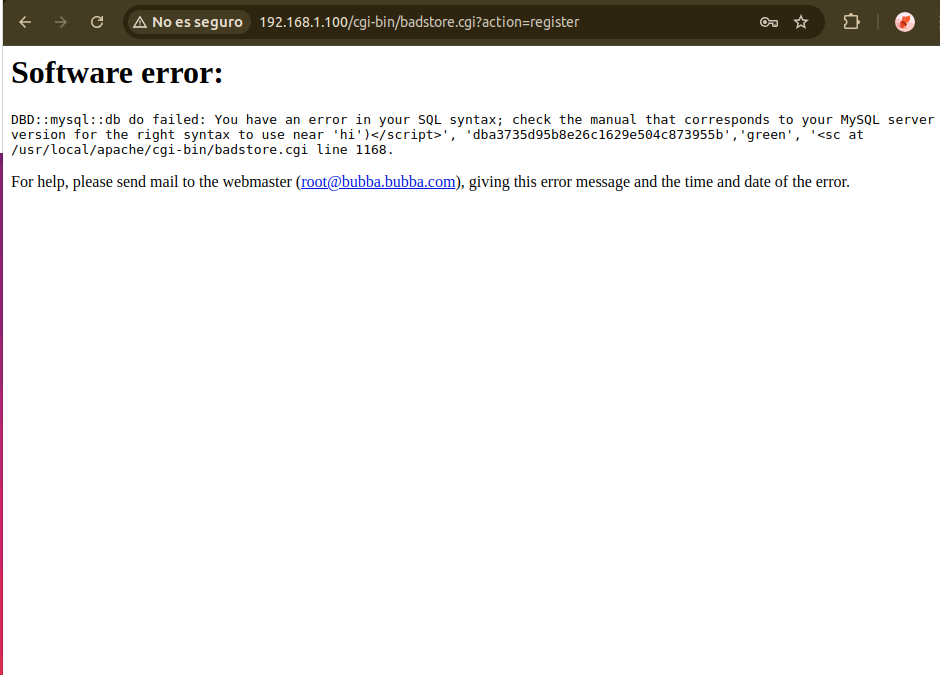 No es seguro 192.168.1.100/cgi-bin/badstore.cgi?action=register
Software error:
DBD::mysql::db do failed: You have an error in your SQL syntax; check the manual that corresponds to your MySQL server
version for the right syntax to use near 'hi')</script>', 'dba3735d95b8e26c1629e504c873955b','green', '<sc at
/usr/local/apache/cgi-bin/badstore.cgi line 1168.
For help, please send mail to the webmaster (root@bubba.bubba.com), giving this error message and the time and date of the error.